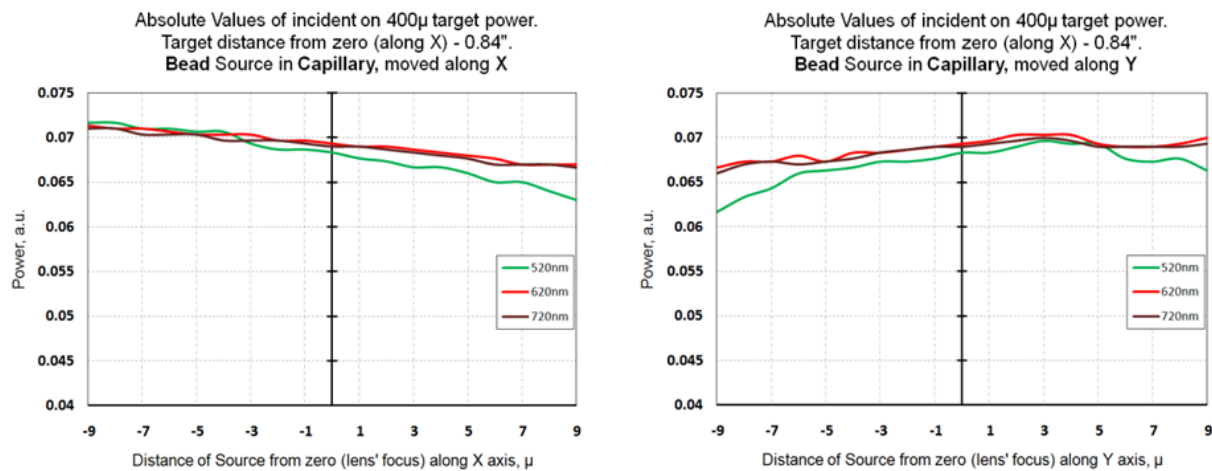 Absolute Values of incident on 400µ target power.
Target distance from zero (along X) - 0.84".
Bead Source in Capillary, moved along X
0.075
0.07
0.065
0.06
0.055
0.05
0.045
0.04
Power, a.u.
520nm
620nm
720nm
-9 -7 -5 -3 -1 1 3 5 7 9
Distance of Source from zero (lens' focus) along X axis, µ
Absolute Values of incident on 400µ target power.
Target distance from zero (along X) - 0.84".
Bead Source in Capillary, moved along Y
0.075
0.07
0.065
0.06
0.055
0.05
0.045
0.04
Power, a.u.
520nm
620nm
720nm
-9 -7 -5 -3 -1 1 3 5 7 9
Distance of Source from zero (lens' focus) along Y axis, µ